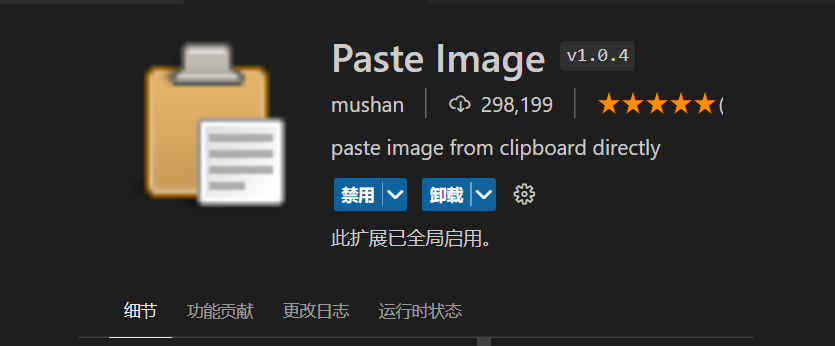 Paste Image v1.0.4
mushan 298,199 (
paste image from clipboard directly
禁用 卸载
此扩展已全局启用。
细节 功能贡献 更改日志 运行时状态